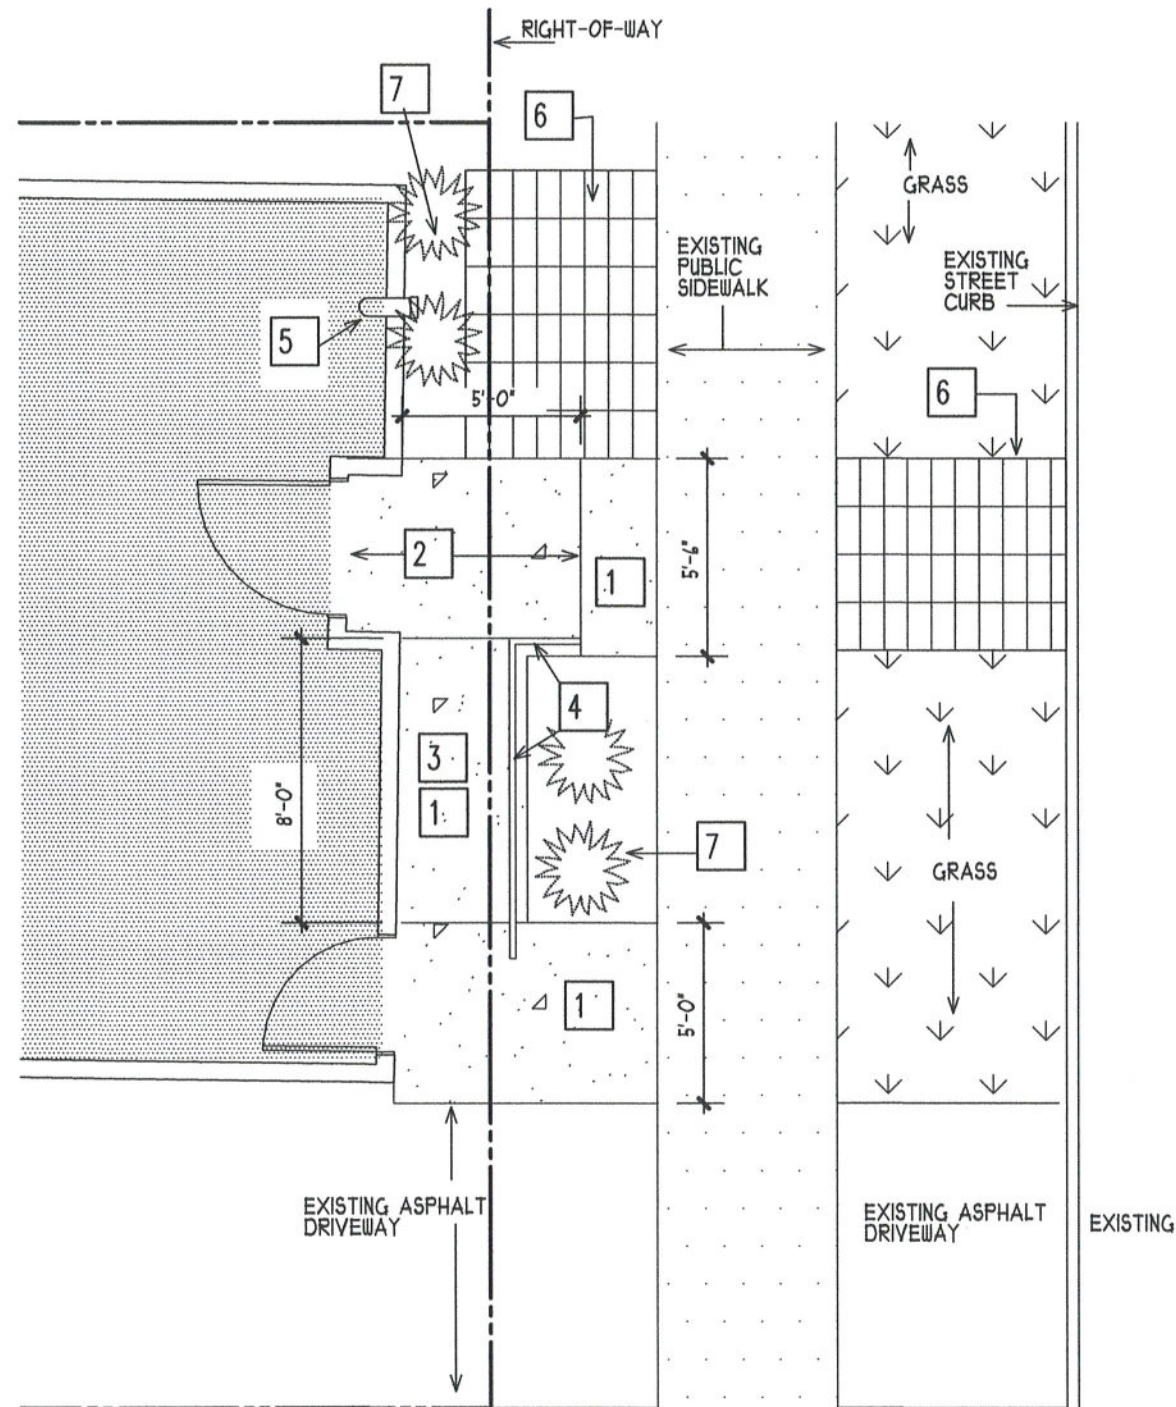 RIGHT-OF-WAY
7
6
GRASS
EXISTING
PUBLIC
SIDEWALK
EXISTING
STREET
CURB
5
6
5'-0"
2
1
5'-6"
4
3
1
8'-0"
7
GRASS
1
5'-0"
EXISTING ASPHALT
DRIVEWAY
EXISTING ASPHALT
DRIVEWAY
EXISTING